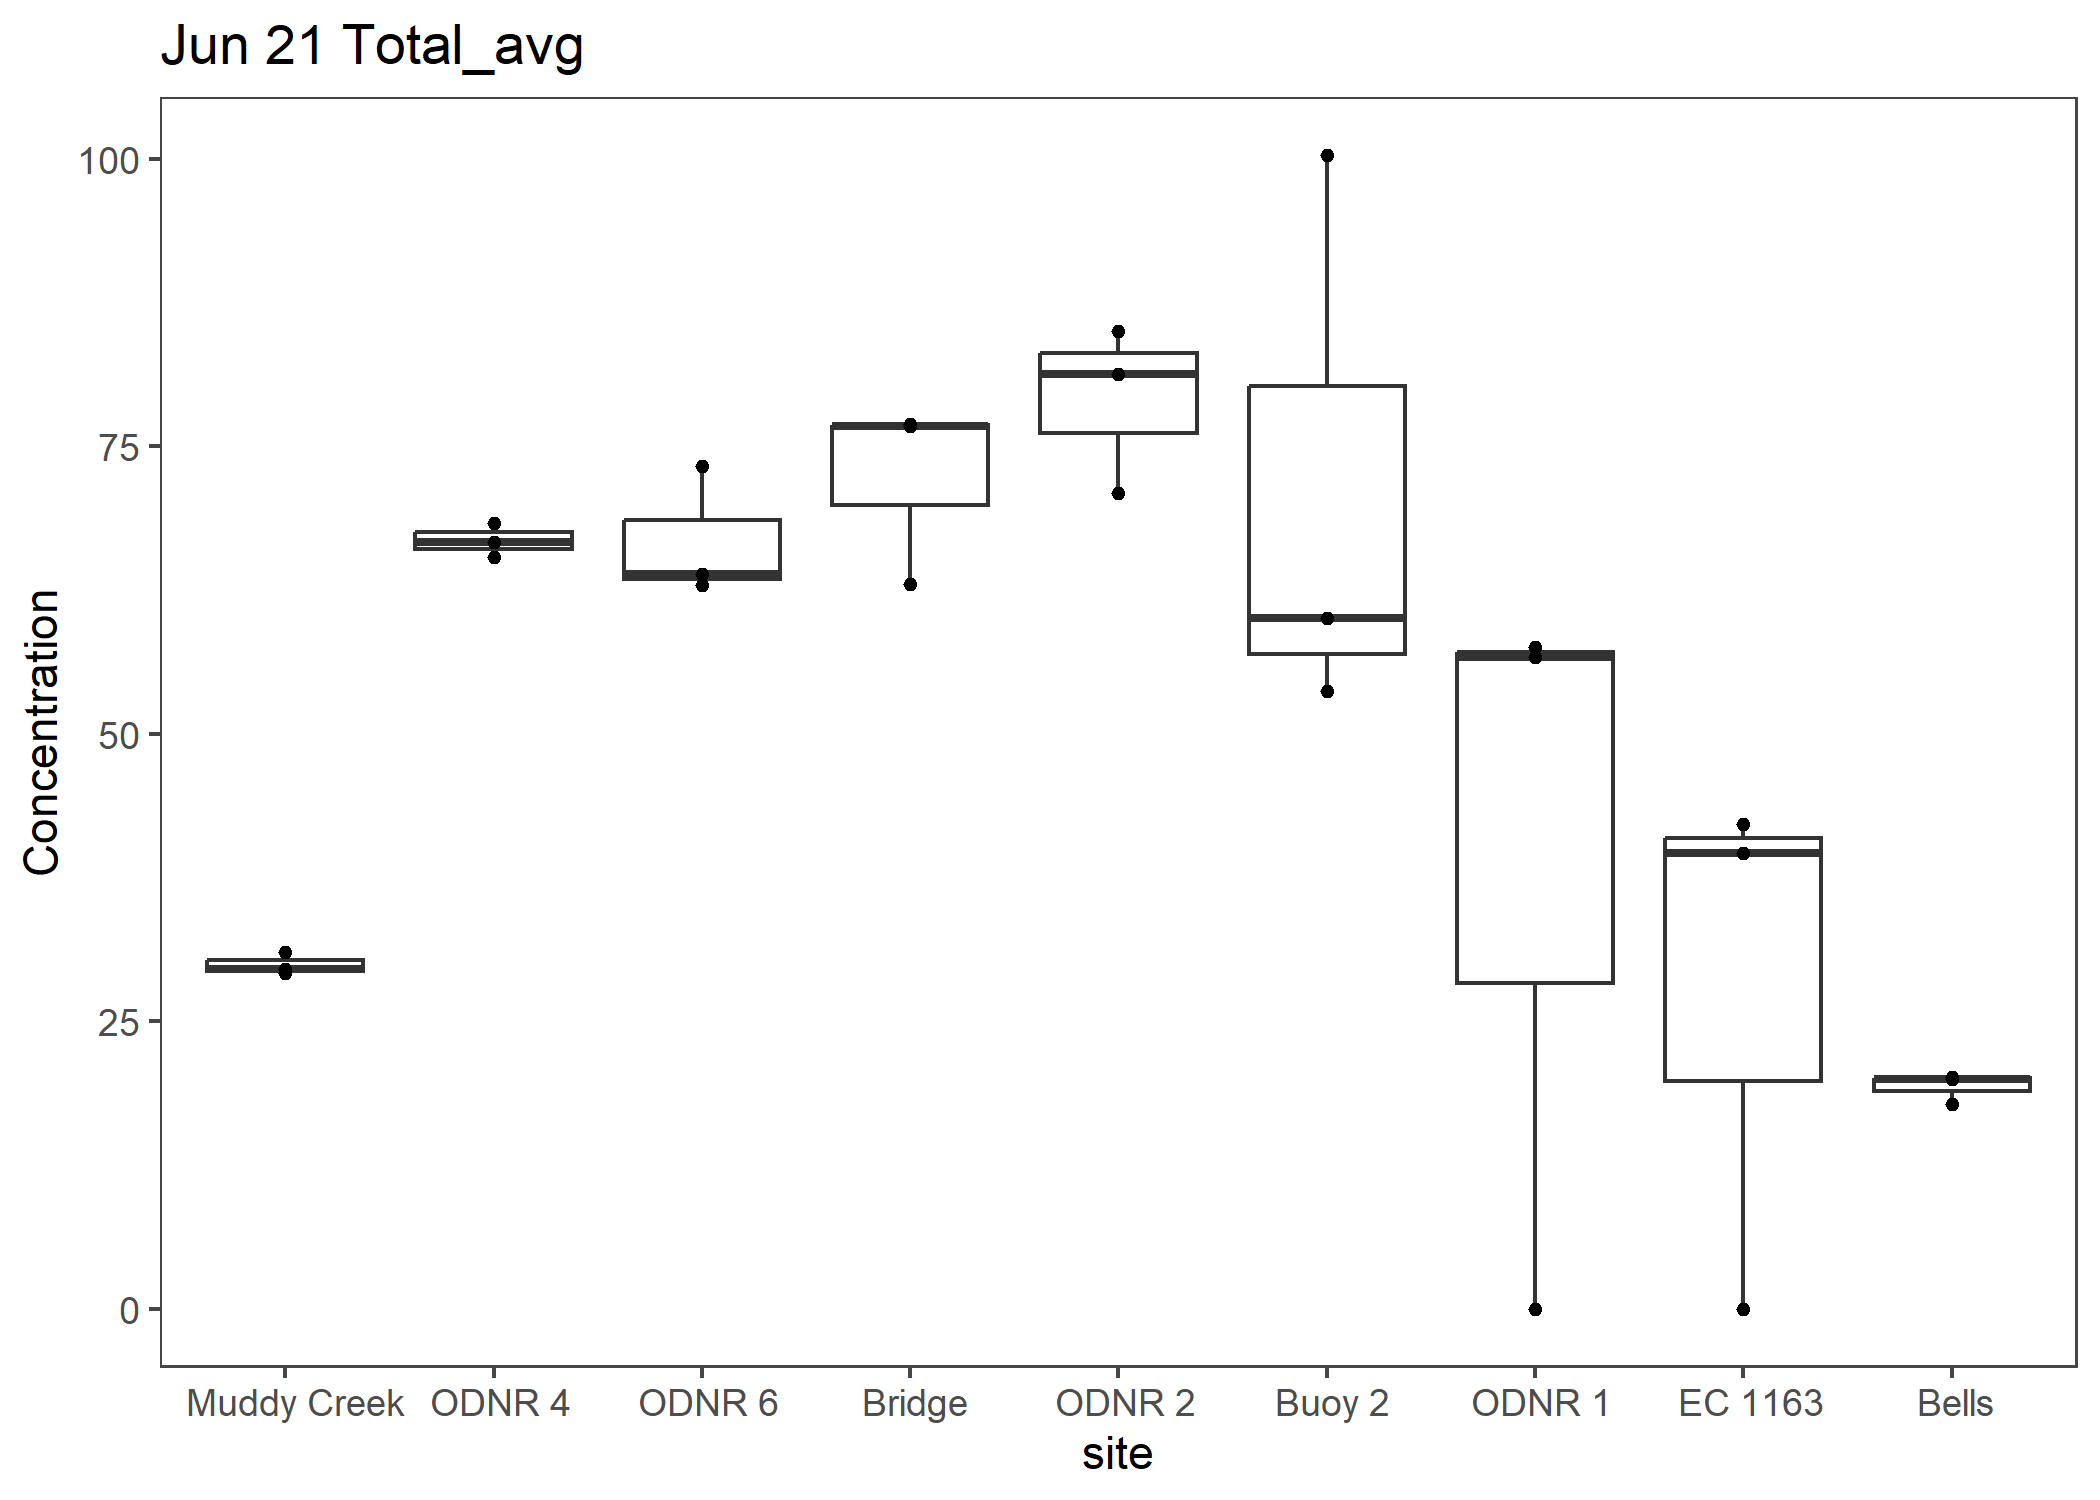 Jun 21 Total_avg
Concentration
100
75
50
25
0
Muddy Creek ODNR 4 ODNR 6 Bridge ODNR 2 Buoy 2 ODNR 1 EC 1163 Bells
site